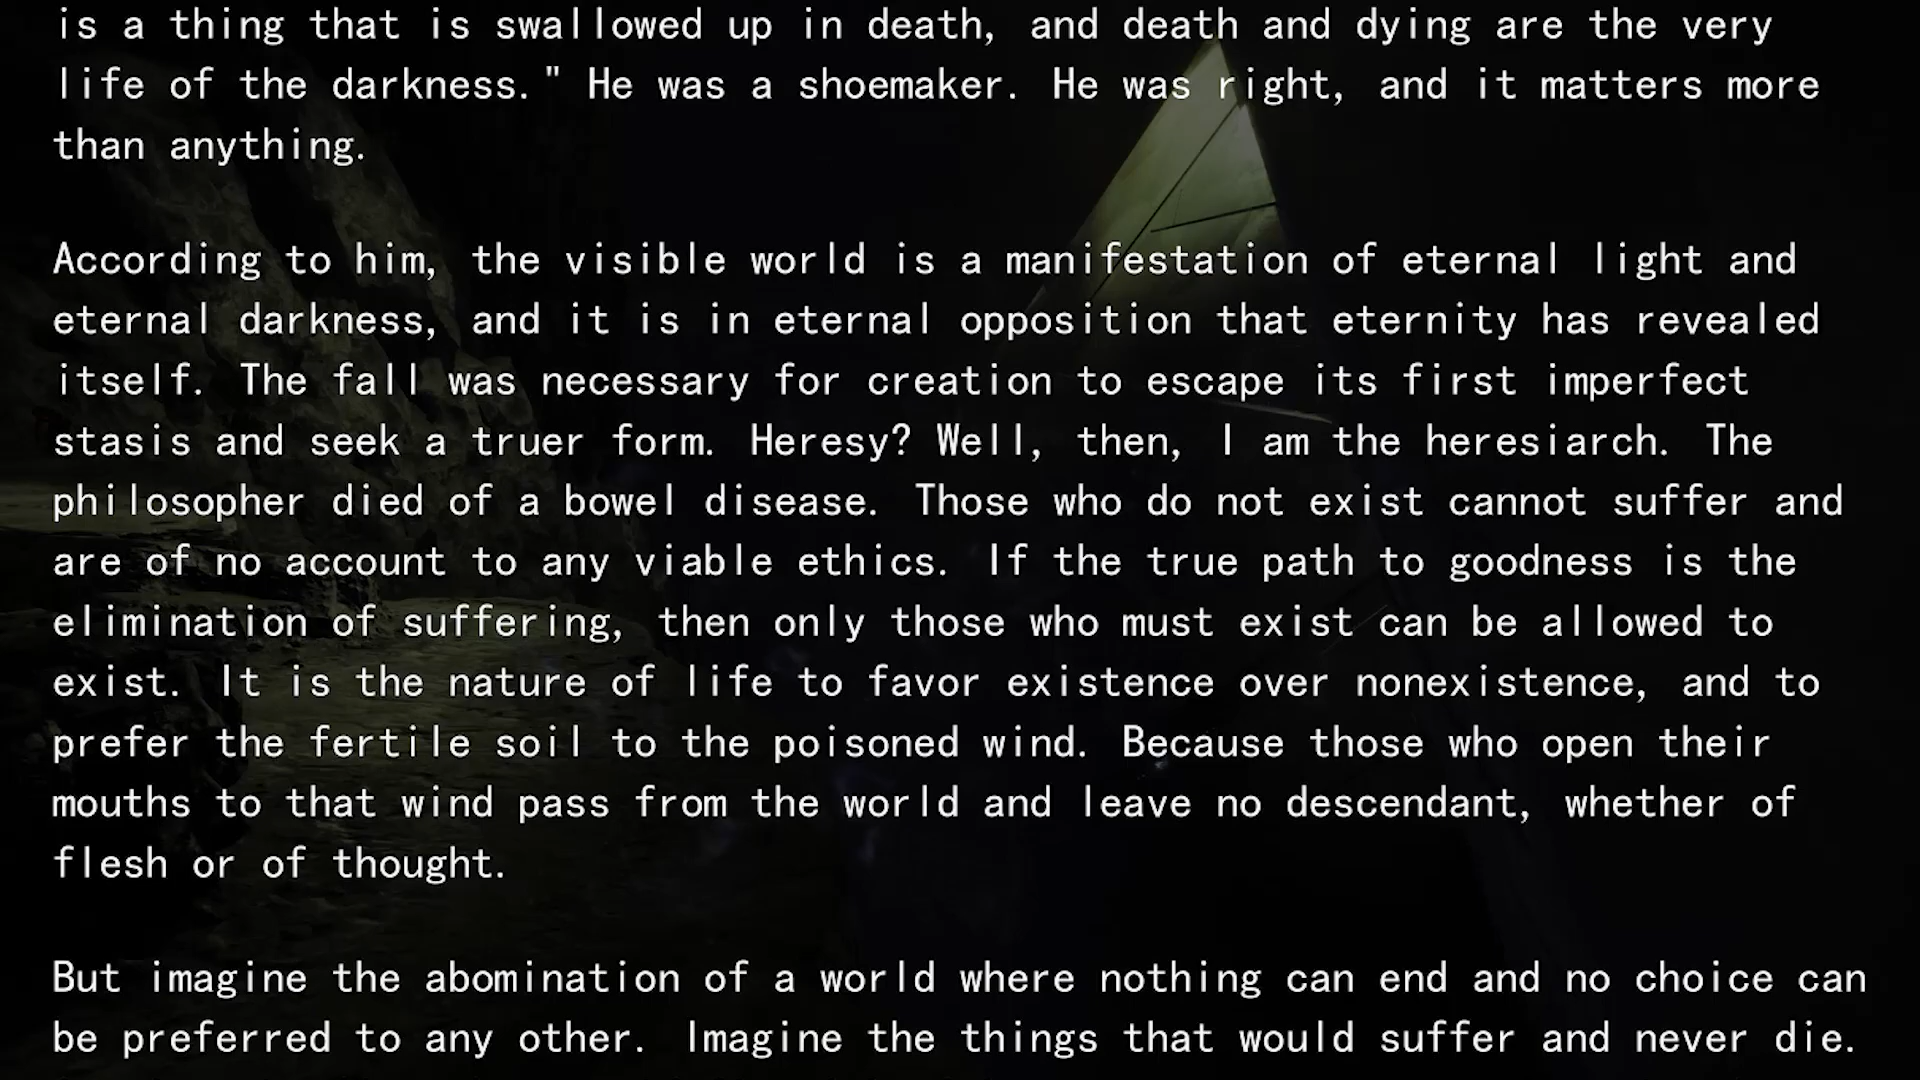 is a thing that is swallowed up in death, and death and dying are the very
life of the darkness." He was a shoemaker. He was right, and it matters more
than anything.
According to him, the visible world is a manifestation of eternal light and
eternal darkness, and it is in eternal opposition that eternity has revealed
itself. The fall was necessary for creation to escape its first imperfect
stasis and seek a truer form. Heresy? Well, then, I am the heresiarch. The
philosopher died of a bowel disease. Those who do not exist cannot suffer and
are of no account to any viable ethics. If the true path to goodness is the
elimination of suffering, then only those who must exist can be allowed to
exist. It is the nature of life to favor existence over nonexistence, and to
prefer the fertile soil to the poisoned wind. Because those who open their
mouths to that wind pass from the world and leave no descendant, whether of
flesh or of thought.
But imagine the abomination of a world where nothing can end and no choice can
be preferred to any other. Imagine the things that would suffer and never die.